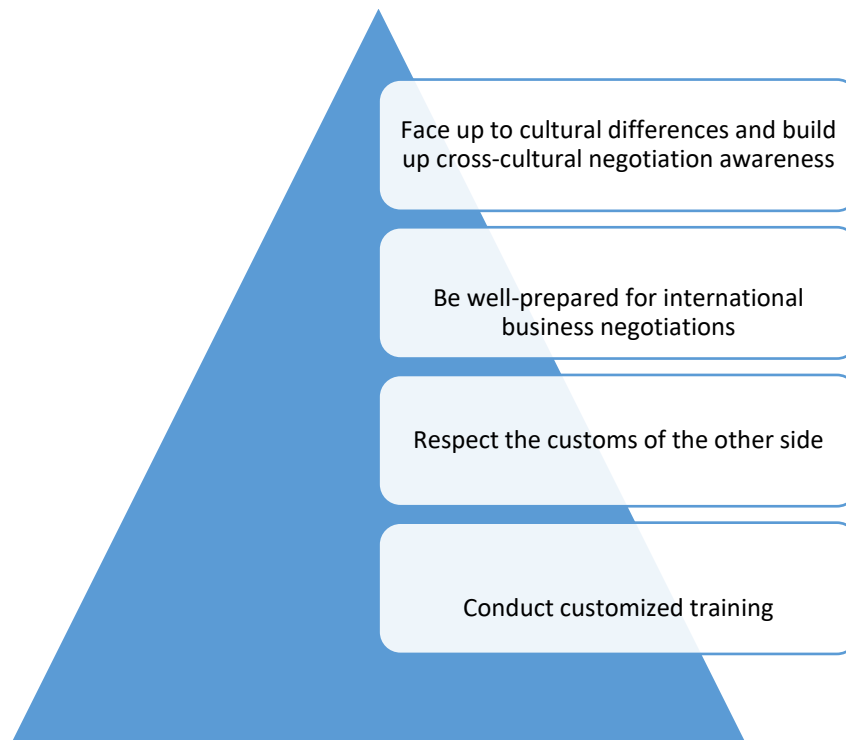 Face up to cultural differences and build
up cross-cultural negotiation awareness
Be well-prepared for international
business negotiations
Respect the customs of the other side
Conduct customized training